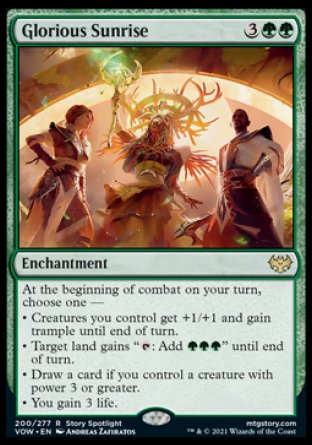 Glorious Sunrise 3
Enchantment
At the beginning of combat on your turn,
choose one —
• Creatures you control get +1/+1 and gain
trample until end of turn.
• Target land gains “: Add ” until end
of turn.
• Draw a card if you control a creature with
power 3 or greater.
• You gain 3 life.
200/277 R Story Spotlight mtgstory.com
VOW • EN Andreas Zafiratos ™ & © 2021 Wizards of the Coast